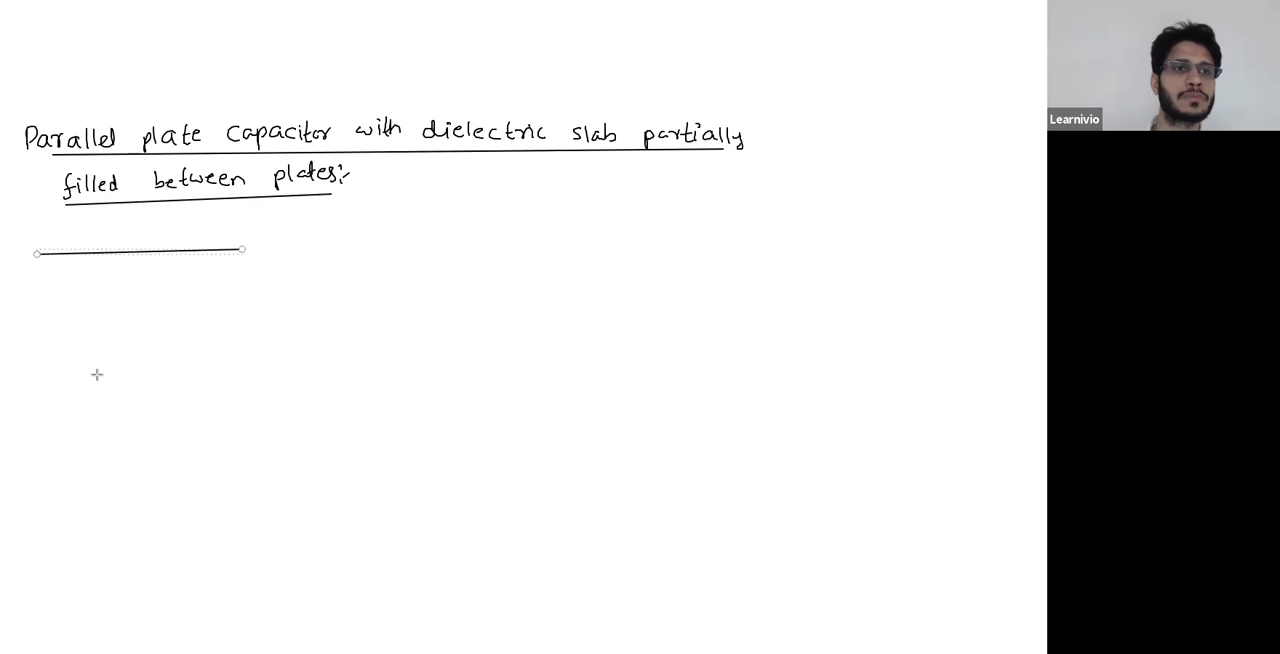 Parallel plate capacitor with dielectric slab partially
filled between plates:-
Learnivio